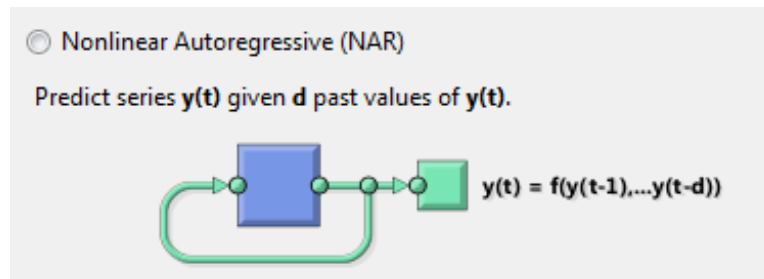 Nonlinear Autoregressive (NAR)
Predict series y(t) given d past values of y(t).
y(t) = f(y(t-1),...y(t-d))